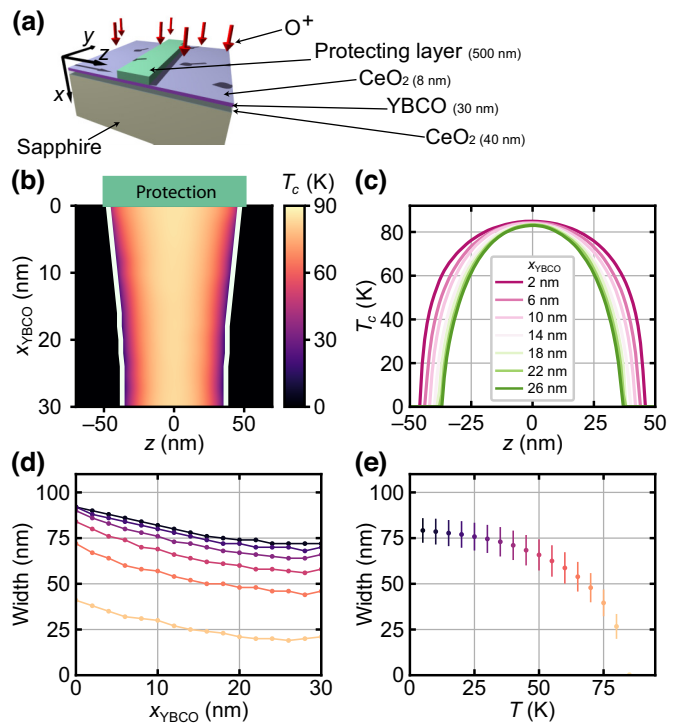 (a)
O⁺
y
z
x
Protecting layer (500 nm)
CeO₂ (8 nm)
YBCO (30 nm)
CeO₂ (40 nm)
Sapphire
(b)
Protection
T_c (K)
0
10
20
30
x_YBCO (nm)
−50 0 50
z (nm)
90
60
30
0
(c)
80
60
40
20
0
T_c (K)
x_YBCO
2 nm
6 nm
10 nm
14 nm
18 nm
22 nm
26 nm
−50 −25 0 25 50
z (nm)
(d)
100
75
50
25
0
Width (nm)
0 10 20 30
x_YBCO (nm)
(e)
100
75
50
25
0
Width (nm)
0 25 50 75
T (K)